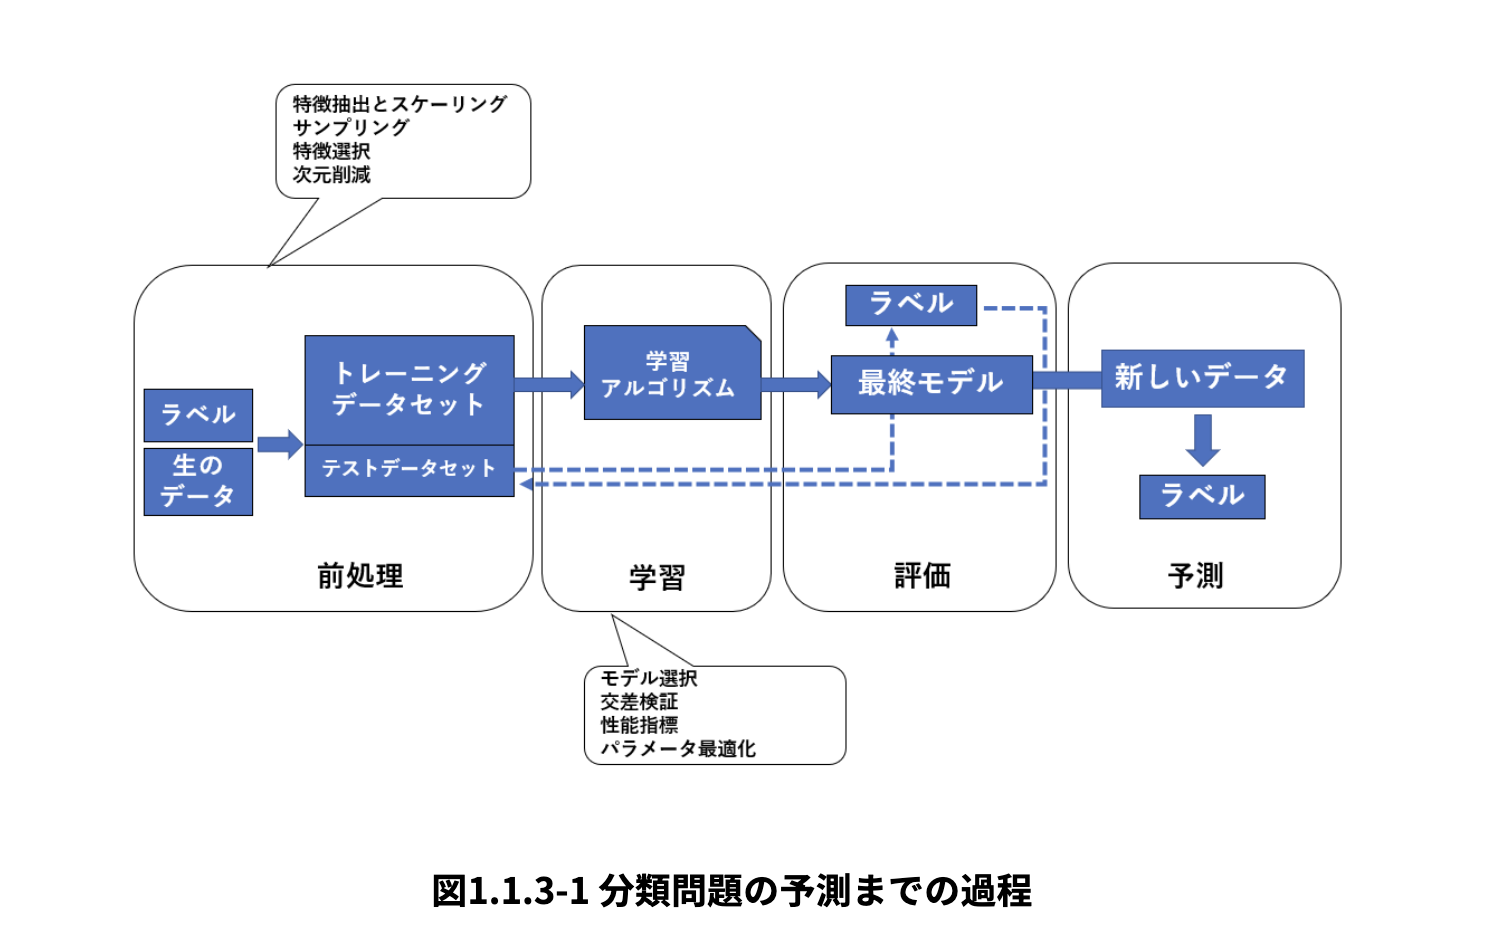 特徴抽出とスケーリング
サンプリング
特徴選択
次元削減
ラベル
生の
データ
トレーニング
データセット
テストデータセット
前処理
学習
アルゴリズム
学習
ラベル
最終モデル
評価
新しいデータ
ラベル
予測
モデル選択
交差検証
性能指標
パラメータ最適化
図1.1.3-1 分類問題の予測までの過程